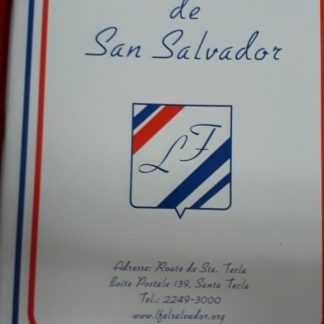 de
San Salvador
LF
Adresse: Route de Sta. Tecla
Boîte Postale 139, Santa Tecla
Tel.: 2249-3000
www.lfelsalvador.org